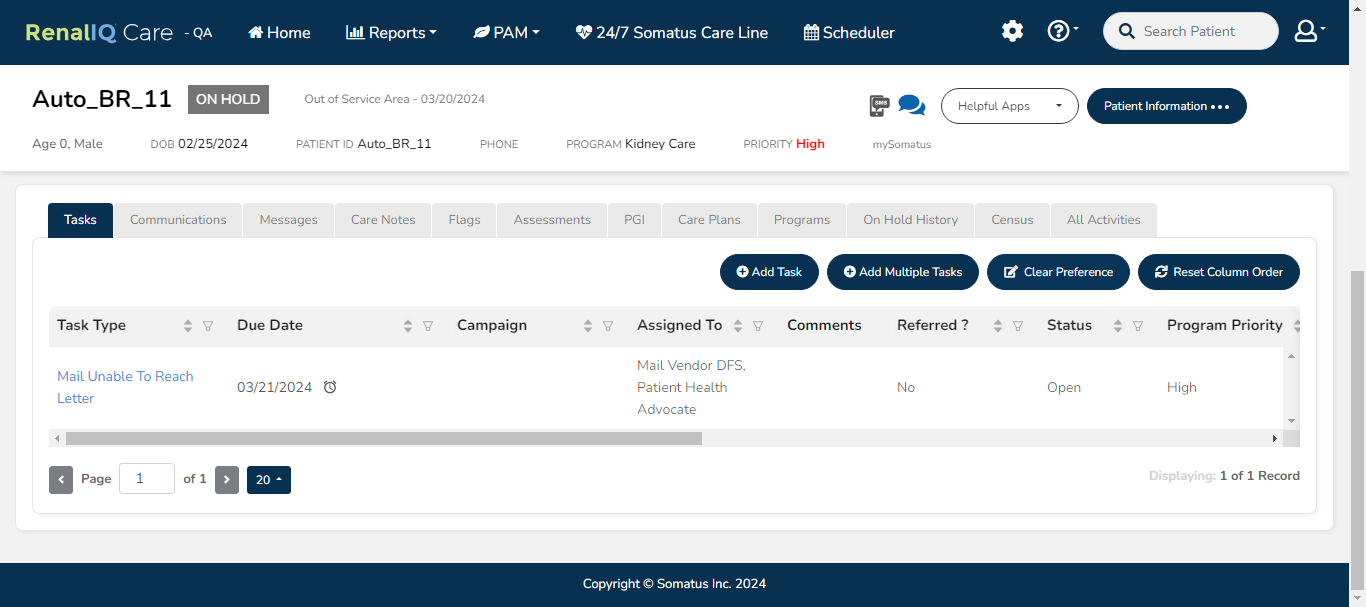 RenalIQ Care - QA Home Reports PAM 24/7 Somatus Care Line Scheduler Search Patient
Auto_BR_11 ON HOLD Out of Service Area - 03/20/2024 SMS Helpful Apps Patient Information •••
Age 0, Male DOB 02/25/2024 PATIENT ID Auto_BR_11 PHONE PROGRAM Kidney Care PRIORITY High mySomatus
Tasks Communications Messages Care Notes Flags Assessments PGI Care Plans Programs On Hold History Census All Activities
Add Task Add Multiple Tasks Clear Preference Reset Column Order
Task Type Due Date Campaign Assigned To Comments Referred ? Status Program Priority
Mail Unable To Reach
Letter
03/21/2024
Mail Vendor DFS,
Patient Health
Advocate
No
Open
High
Page 1 of 1 20 Displaying: 1 of 1 Record
Copyright © Somatus Inc. 2024